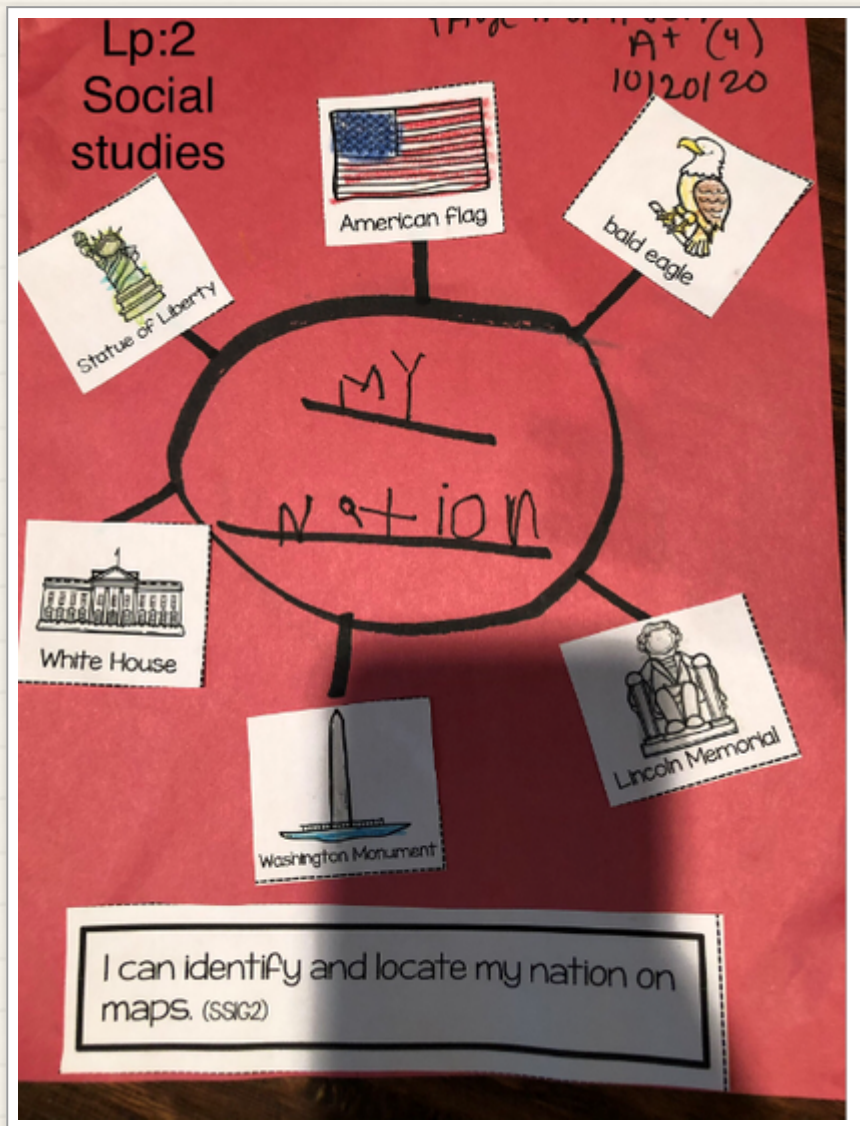 Lp:2
Social
studies
A+ (4)
10/20/20
American flag
bald eagle
Statue of Liberty
MY
Nation
White House
Lincoln Memorial
Washington Monument
I can identify and locate my nation on
maps. (SSIG2)